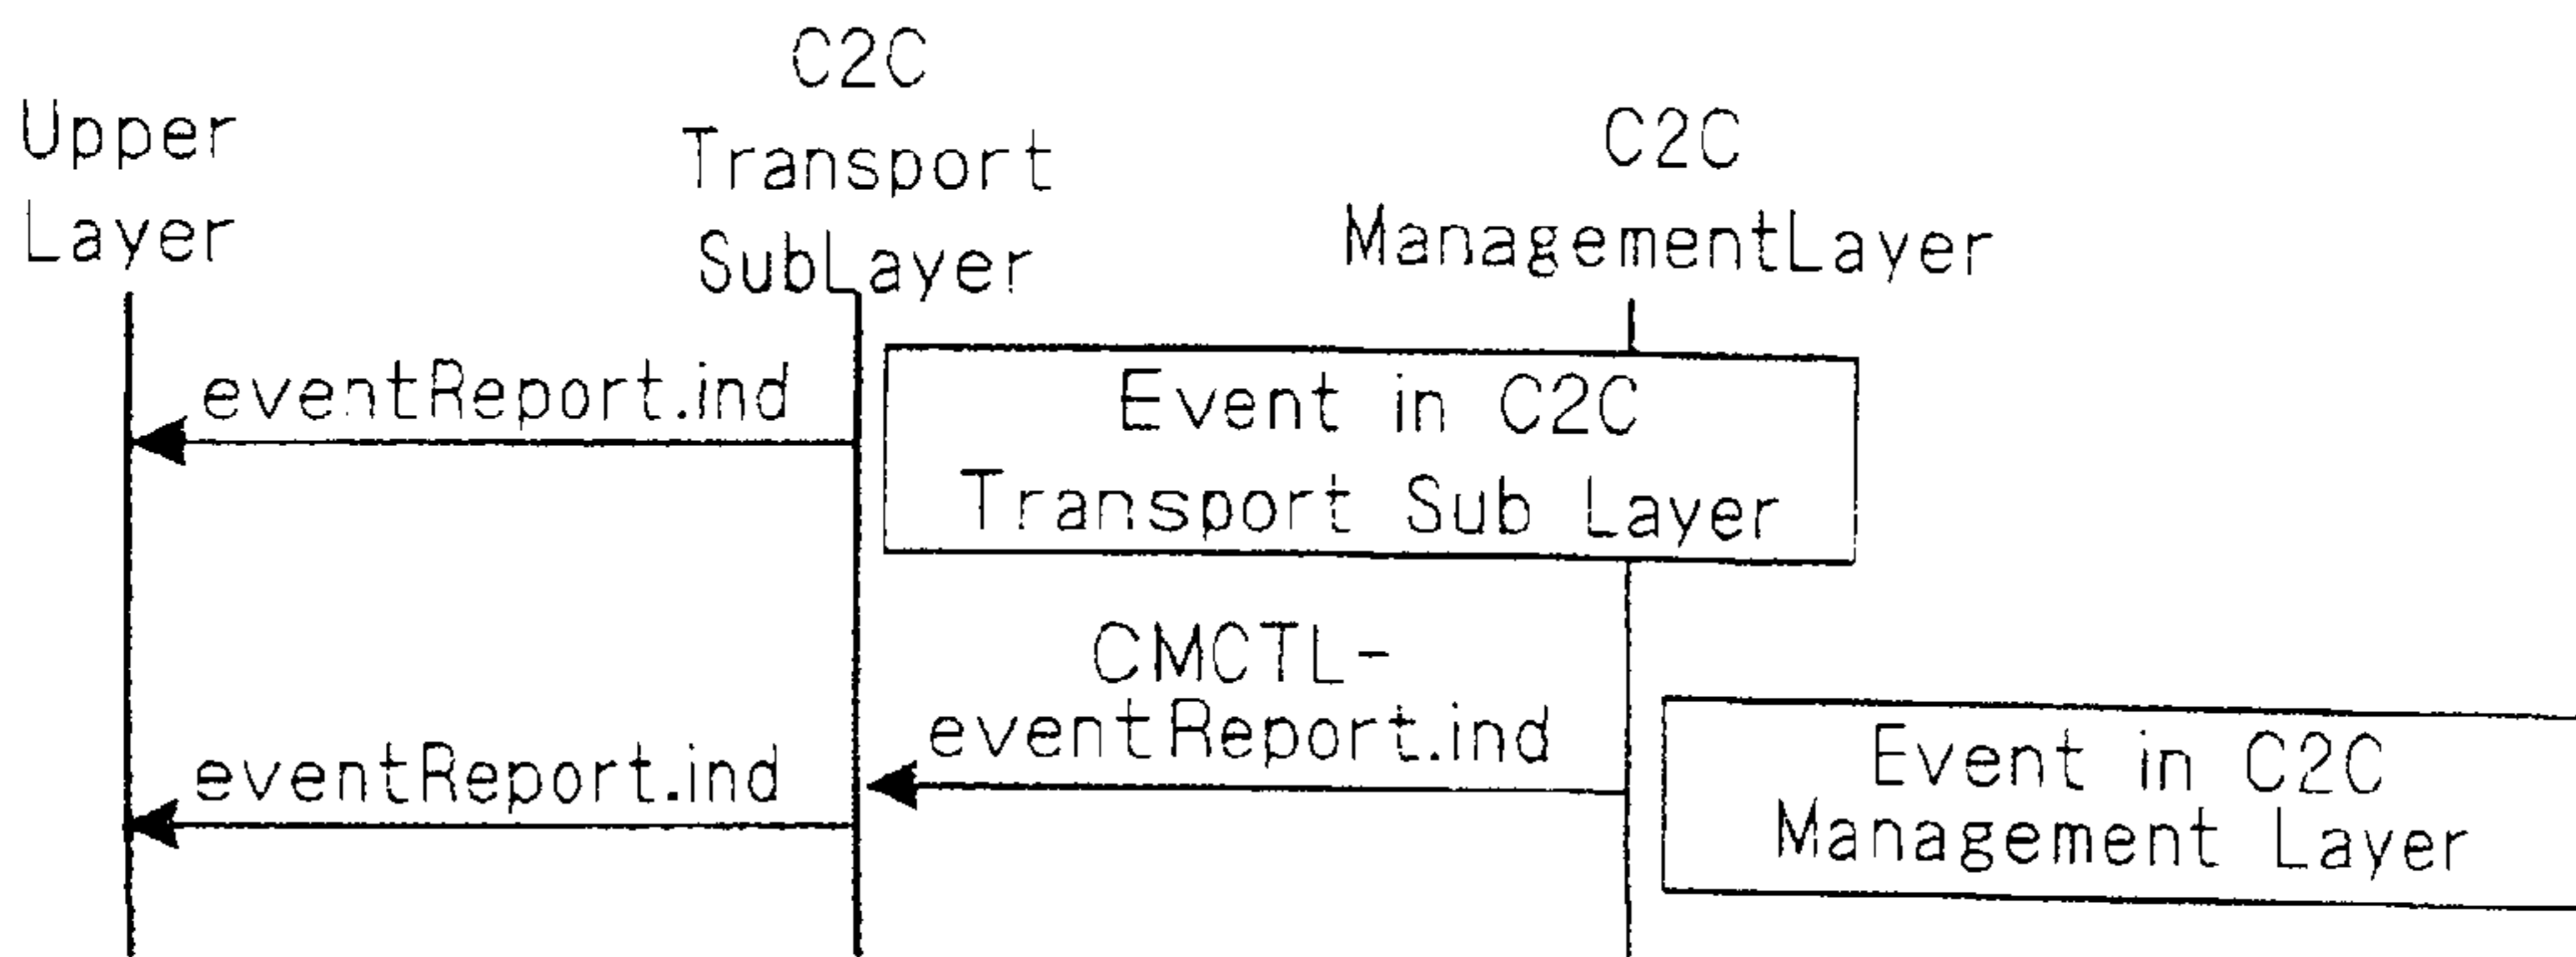 Upper
Layer
C2C
Transport
SubLayer
C2C
ManagementLayer
eventReport.ind
Event in C2C
Transport Sub Layer
CMCTL-
eventReport.ind
eventReport.ind
Event in C2C
Management Layer